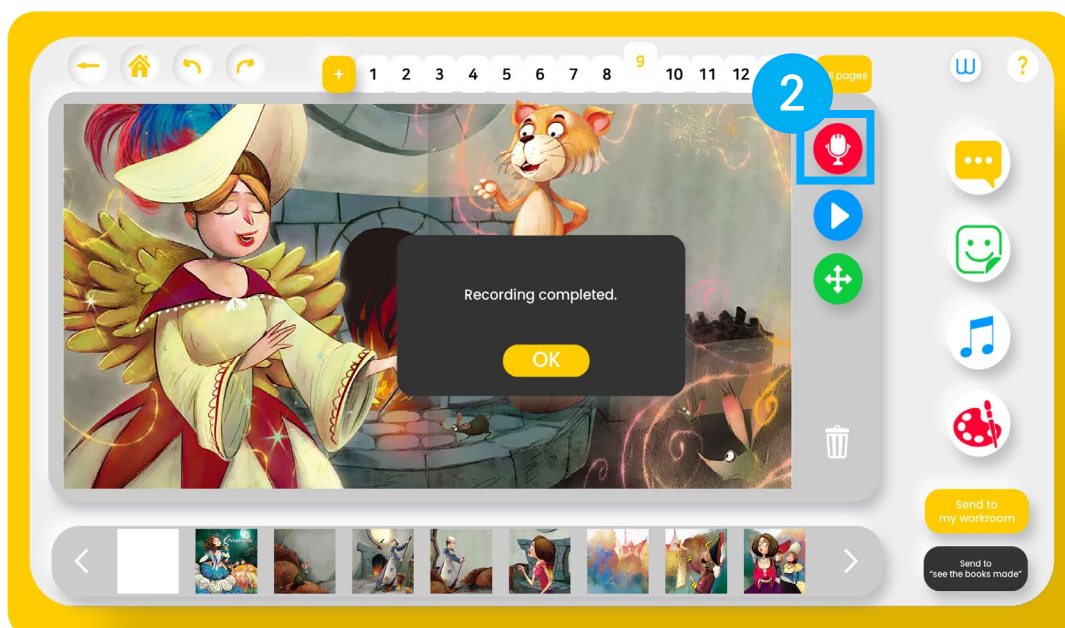 + 1 2 3 4 5 6 7 8 9 10 11 12
2
pages
W
?
Recording completed.
OK
Send to
my workroom
Send to
"see the books made"